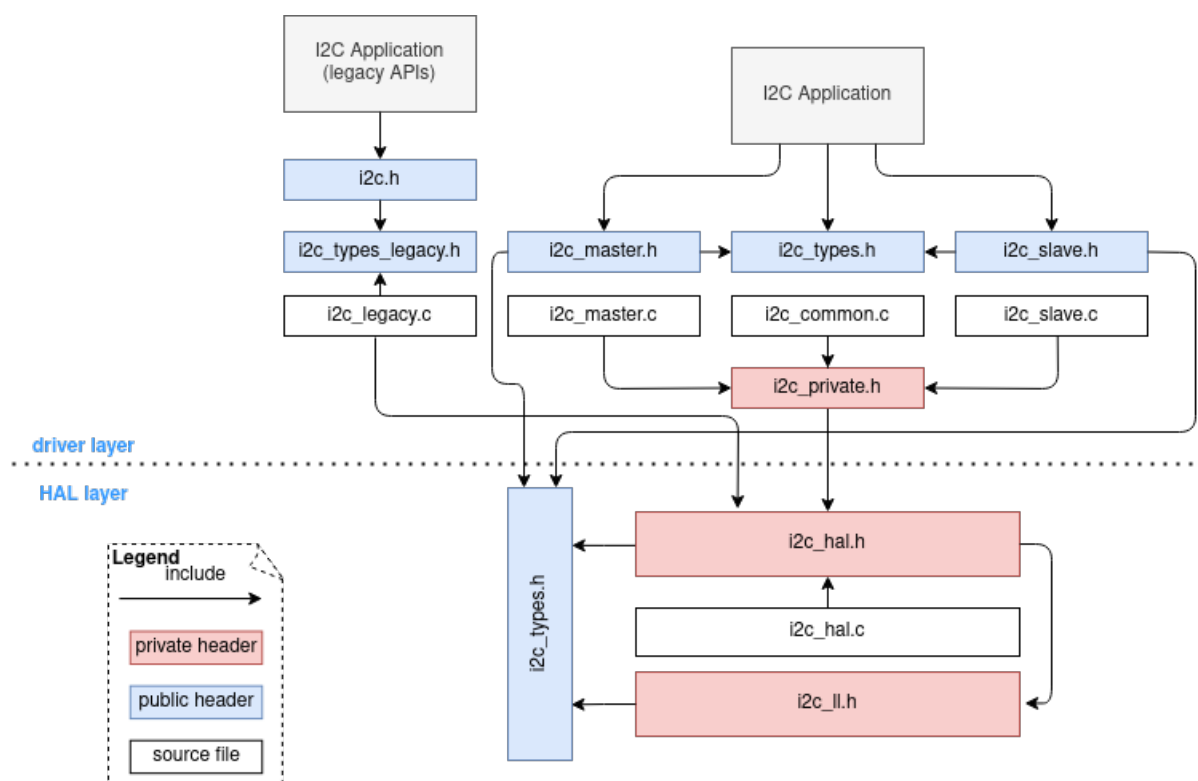 I2C Application
(legacy APIs)
I2C Application
i2c.h
i2c_types_legacy.h
i2c_master.h
i2c_types.h
i2c_slave.h
i2c_legacy.c
i2c_master.c
i2c_common.c
i2c_slave.c
i2c_private.h
driver layer
HAL layer
i2c_types.h
i2c_hal.h
i2c_hal.c
i2c_ll.h
Legend
include
private header
public header
source file